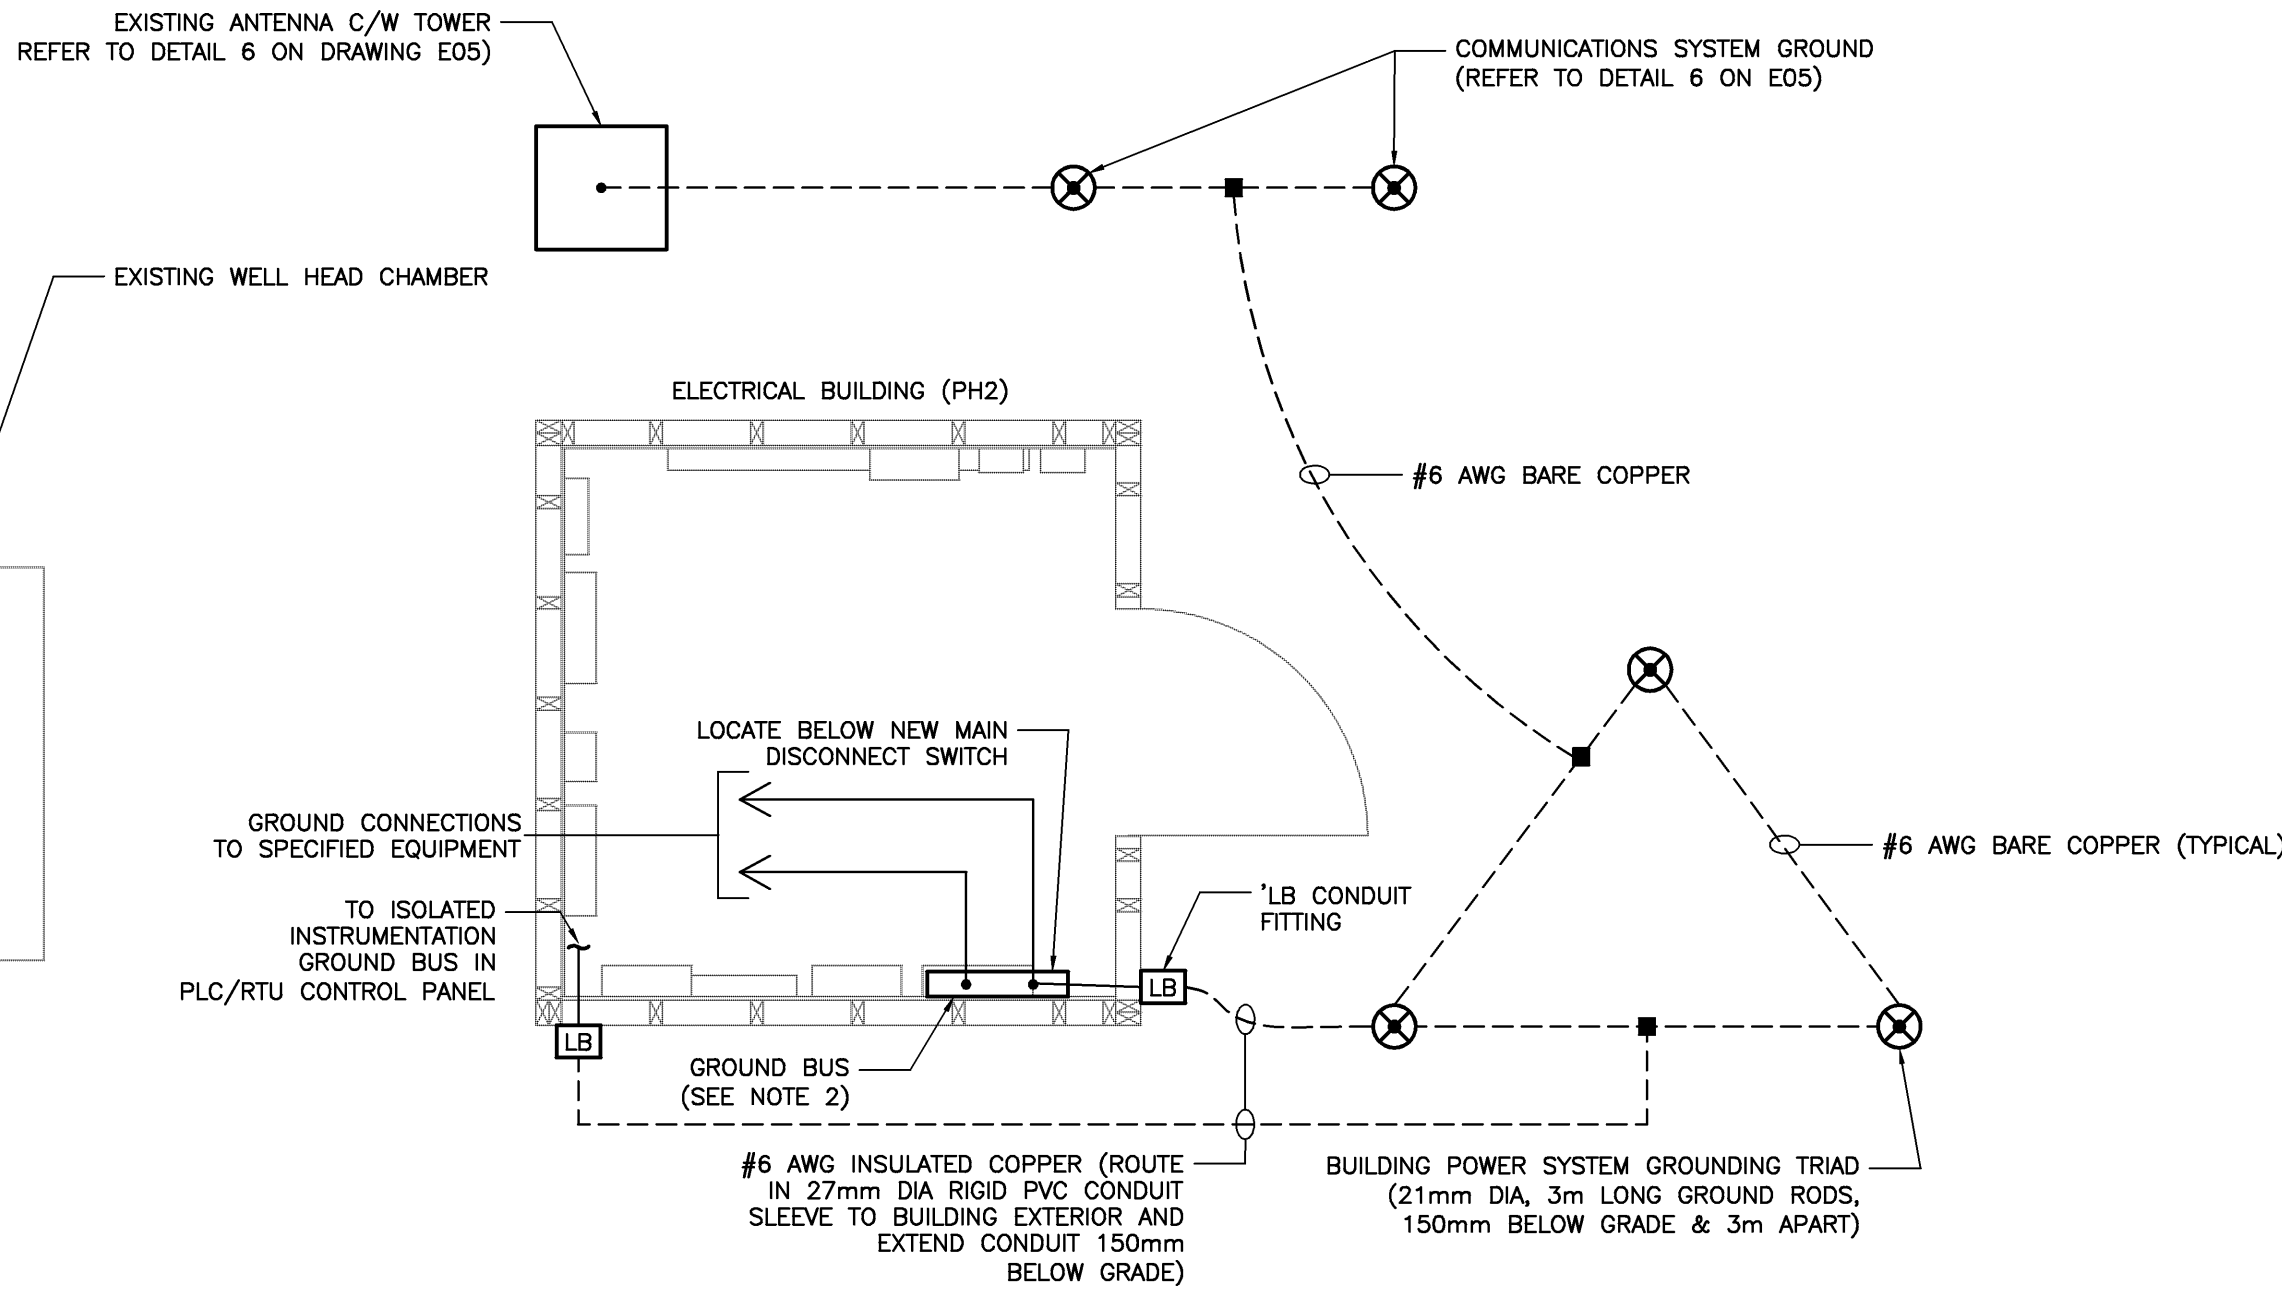 EXISTING ANTENNA C/W TOWER
REFER TO DETAIL 6 ON DRAWING E05)
COMMUNICATIONS SYSTEM GROUND
(REFER TO DETAIL 6 ON E05)
EXISTING WELL HEAD CHAMBER
ELECTRICAL BUILDING (PH2)
#6 AWG BARE COPPER
LOCATE BELOW NEW MAIN
DISCONNECT SWITCH
GROUND CONNECTIONS
TO SPECIFIED EQUIPMENT
#6 AWG BARE COPPER (TYPICAL)
'LB CONDUIT
FITTING
TO ISOLATED
INSTRUMENTATION
GROUND BUS IN
PLC/RTU CONTROL PANEL
LB
LB
GROUND BUS
(SEE NOTE 2)
#6 AWG INSULATED COPPER (ROUTE
IN 27mm DIA RIGID PVC CONDUIT
SLEEVE TO BUILDING EXTERIOR AND
EXTEND CONDUIT 150mm
BELOW GRADE)
BUILDING POWER SYSTEM GROUNDING TRIAD
(21mm DIA, 3m LONG GROUND RODS,
150mm BELOW GRADE & 3m APART)